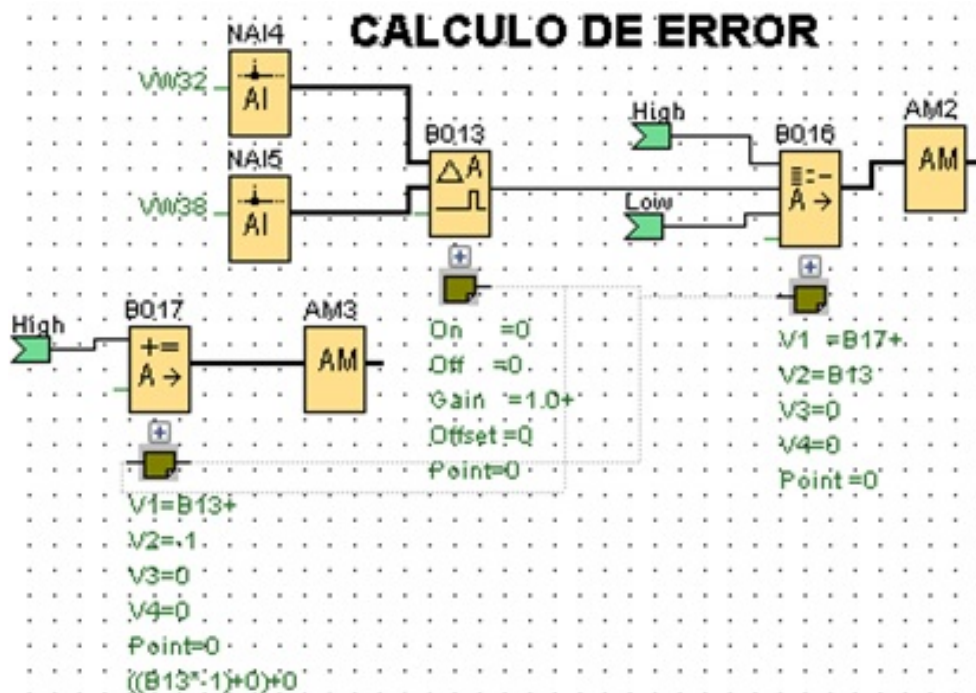 CALCULO DE ERROR
NAI4
VW32
AI
NAI5
VW38
AI
B013
ΔA
High
Low
B016
A→
AM2
AM
On =0
Off =0
Gain =1.0+
Offset=0
Point=0
V1 =B17+
V2=B13
V3=0
V4=0
Point =0
High
B017
+=
A→
AM3
AM
V1=B13+
V2=-1
V3=0
V4=0
Point=0
((B13*-1)+0)+0